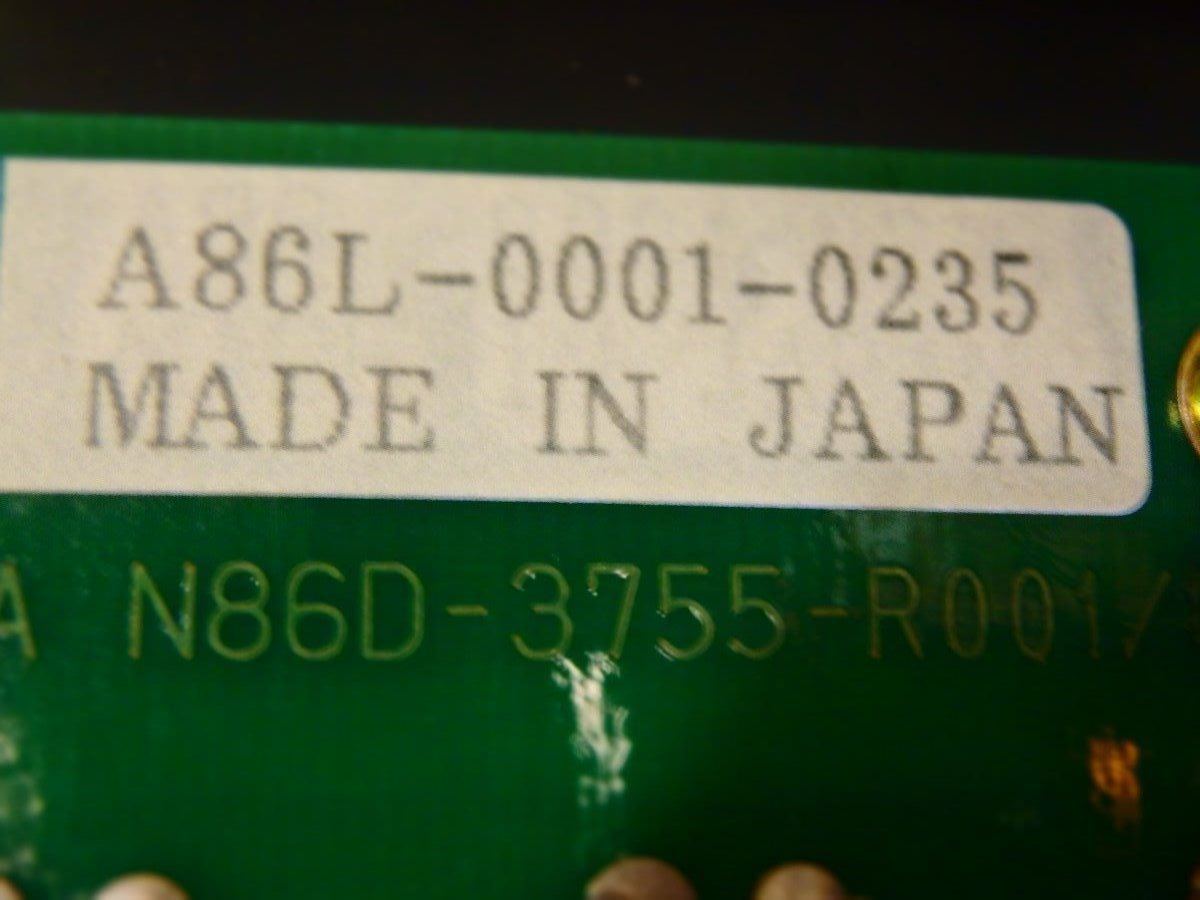 A86L-0001-0235
MADE IN JAPAN
A N86D-3755-R001/